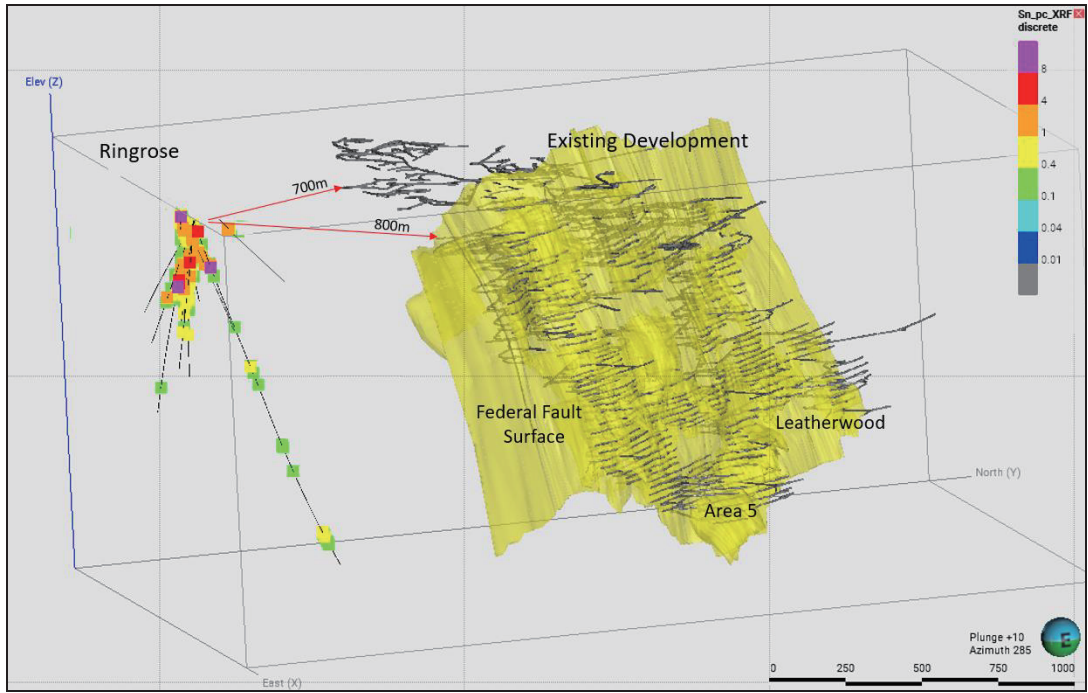 Sn_pc_XRF
discrete
8
4
1
0.4
0.1
0.04
0.01
Elev (Z)
Ringrose
Existing Development
700m
800m
Federal Fault
Surface
Leatherwood
Area 5
North (Y)
East (X)
Plunge +10
Azimuth 285
E
0 250 500 750 1000